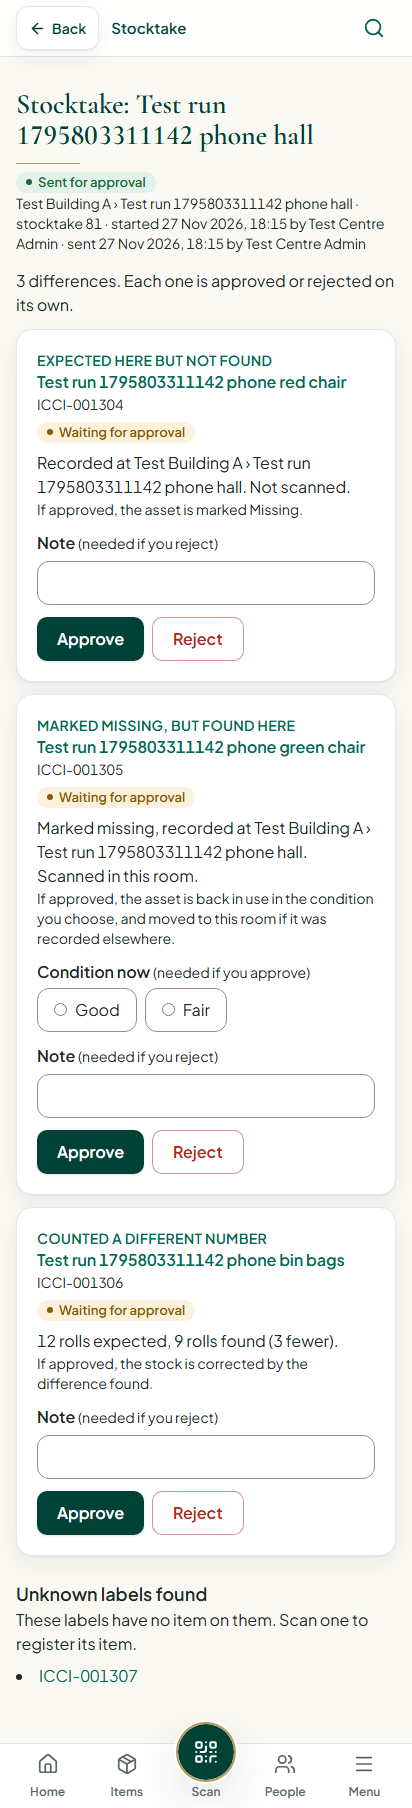 Back
Stocktake
Stocktake: Test run
1795803311142 phone hall
Sent for approval
Test Building A › Test run 1795803311142 phone hall ·
stocktake 81 · started 27 Nov 2026, 18:15 by Test Centre
Admin · sent 27 Nov 2026, 18:15 by Test Centre Admin
3 differences. Each one is approved or rejected on
its own.
EXPECTED HERE BUT NOT FOUND
Test run 1795803311142 phone red chair
ICCI-001304
Waiting for approval
Recorded at Test Building A › Test run
1795803311142 phone hall. Not scanned.
If approved, the asset is marked Missing.
Note (needed if you reject)
Approve
Reject
MARKED MISSING, BUT FOUND HERE
Test run 1795803311142 phone green chair
ICCI-001305
Waiting for approval
Marked missing, recorded at Test Building A ›
Test run 1795803311142 phone hall.
Scanned in this room.
If approved, the asset is back in use in the condition
you choose, and moved to this room if it was
recorded elsewhere.
Condition now (needed if you approve)
Good
Fair
Note (needed if you reject)
Approve
Reject
COUNTED A DIFFERENT NUMBER
Test run 1795803311142 phone bin bags
ICCI-001306
Waiting for approval
12 rolls expected, 9 rolls found (3 fewer).
If approved, the stock is corrected by the
difference found.
Note (needed if you reject)
Approve
Reject
Unknown labels found
These labels have no item on them. Scan one to
register its item.
ICCI-001307
Home
Items
Scan
People
Menu